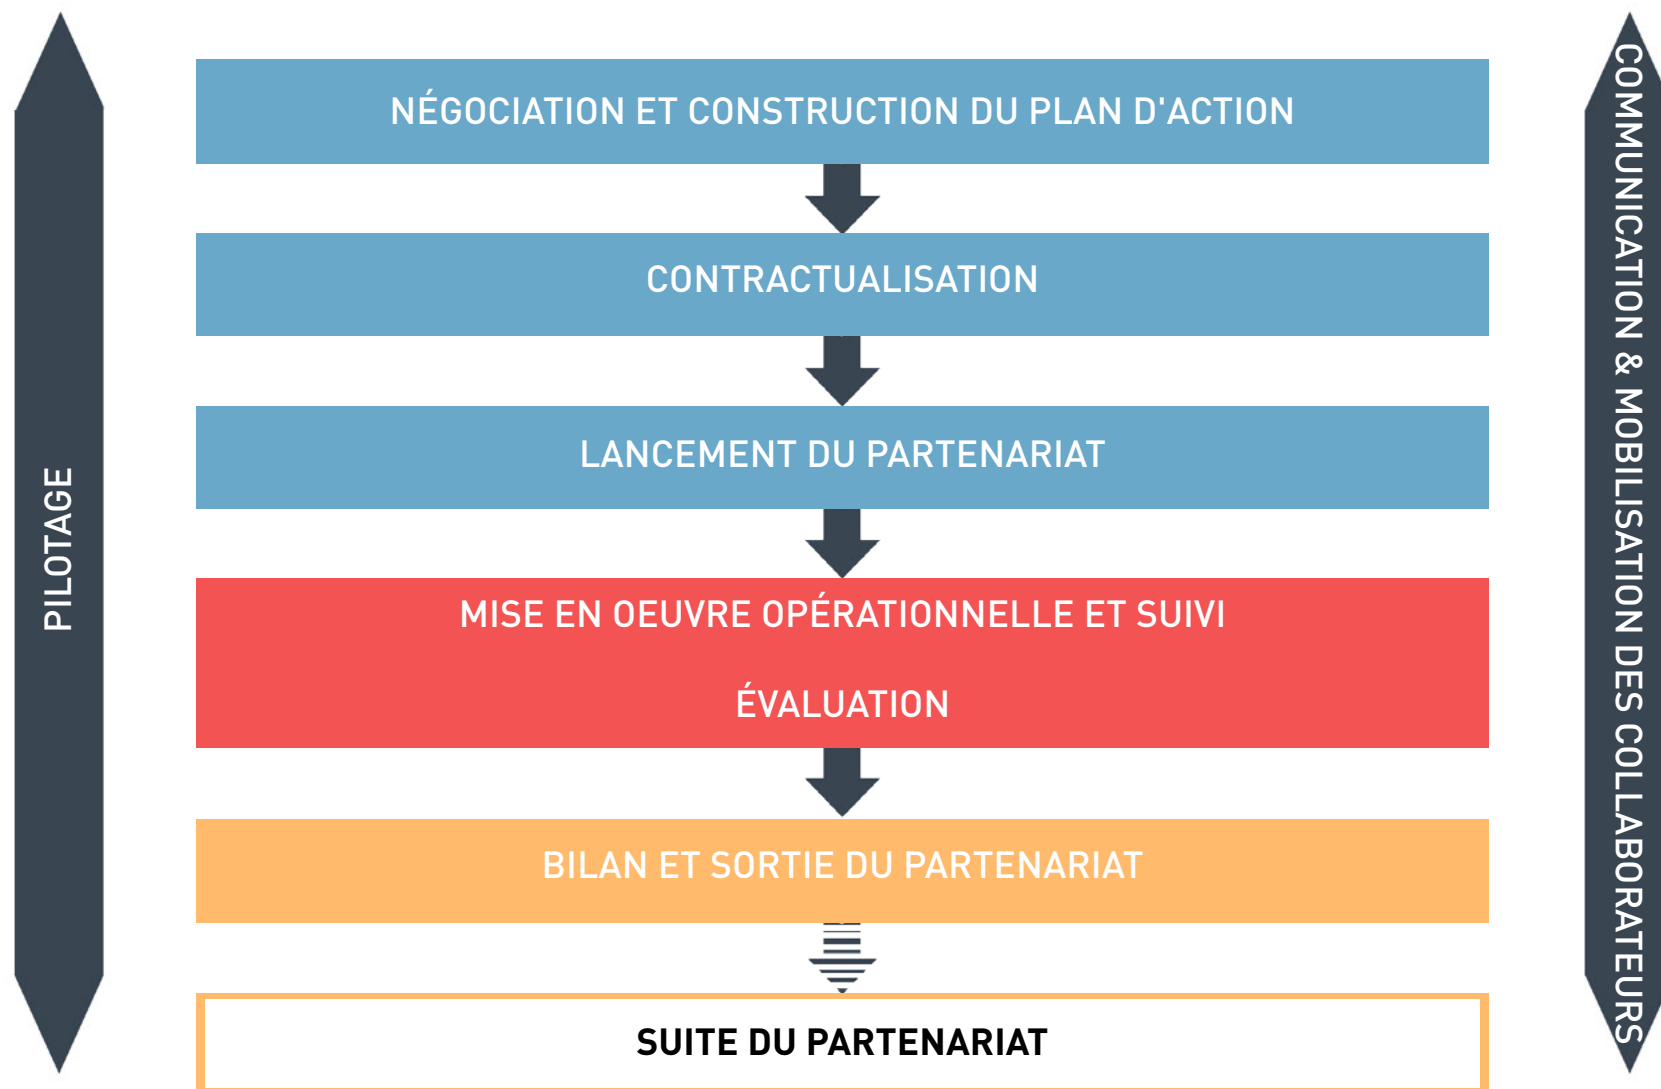 PILOTAGE
NÉGOCIATION ET CONSTRUCTION DU PLAN D'ACTION
CONTRACTUALISATION
LANCEMENT DU PARTENARIAT
MISE EN OEUVRE OPÉRATIONNELLE ET SUIVI
ÉVALUATION
BILAN ET SORTIE DU PARTENARIAT
SUITE DU PARTENARIAT
COMMUNICATION & MOBILISATION DES COLLABORATEURS